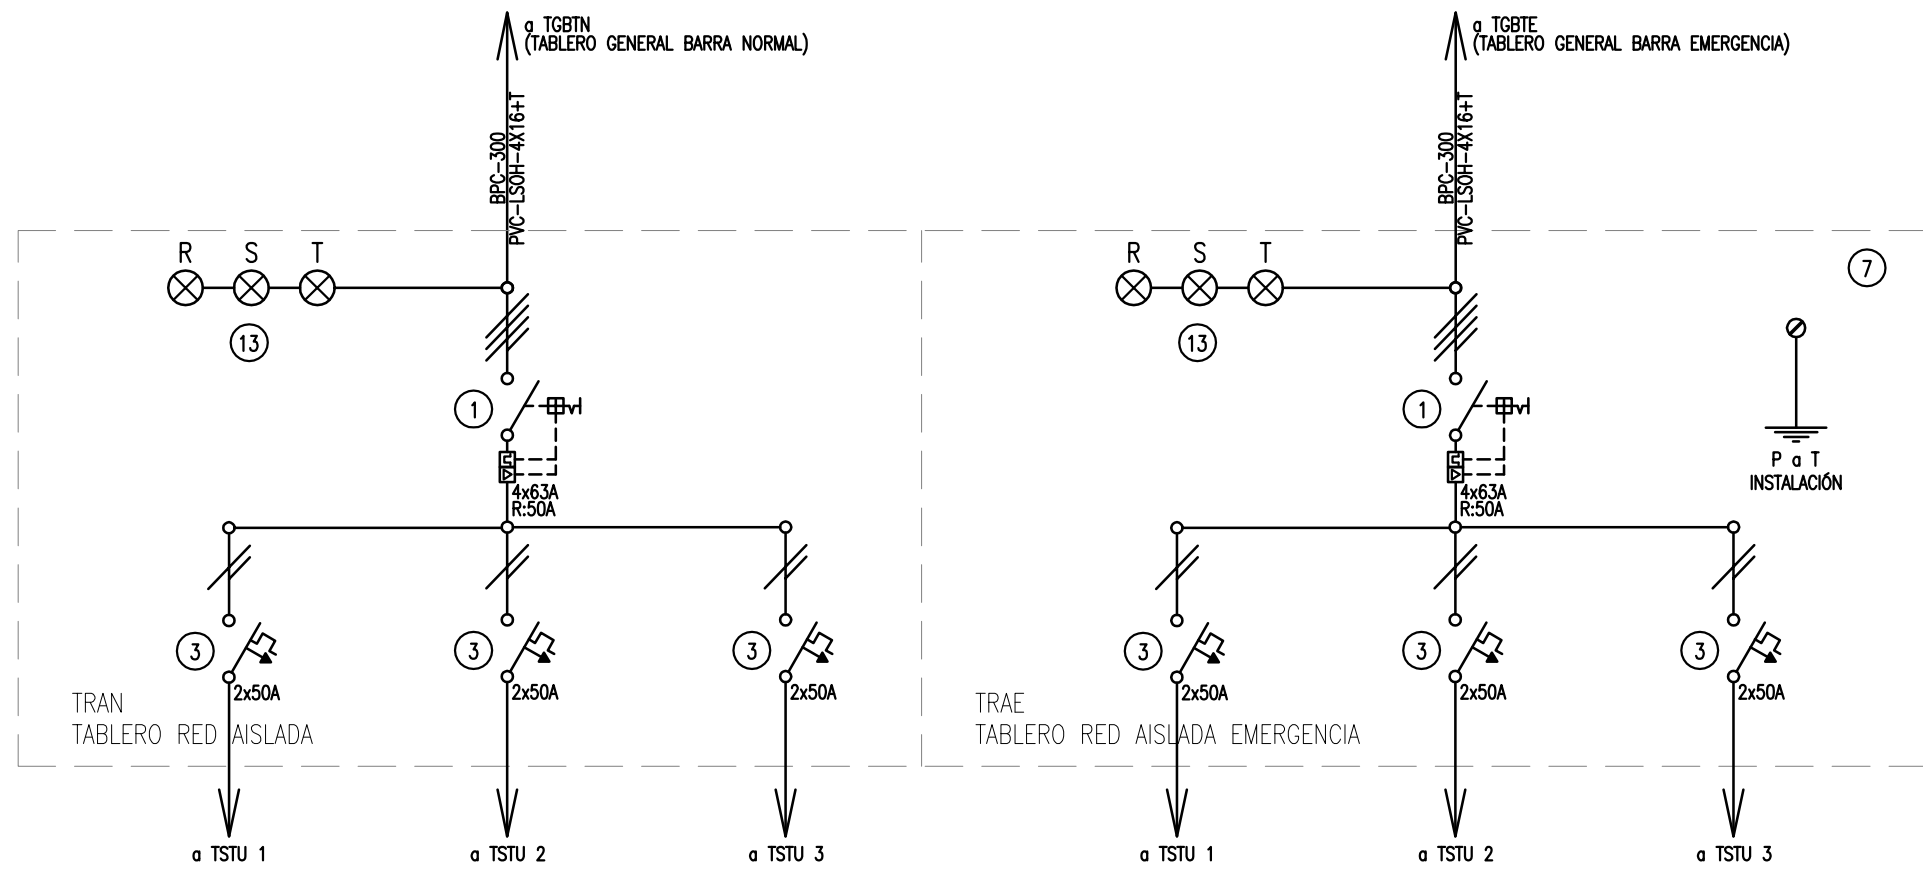 a TGBTN
(TABLERO GENERAL BARRA NORMAL)
BPC-300
PVC-LSOH-4X16+T
R S T
13
1
4x63A
R:50A
3
2x50A
3
2x50A
3
2x50A
TRAN
TABLERO RED AISLADA
a TSTU 1
a TSTU 2
a TSTU 3
a TGBTE
(TABLERO GENERAL BARRA EMERGENCIA)
BPC-300
PVC-LSOH-4X16+T
R S T
13
7
1
4x63A
R:50A
P a T
INSTALACIÓN
3
2x50A
3
2x50A
3
2x50A
TRAE
TABLERO RED AISLADA EMERGENCIA
a TSTU 1
a TSTU 2
a TSTU 3